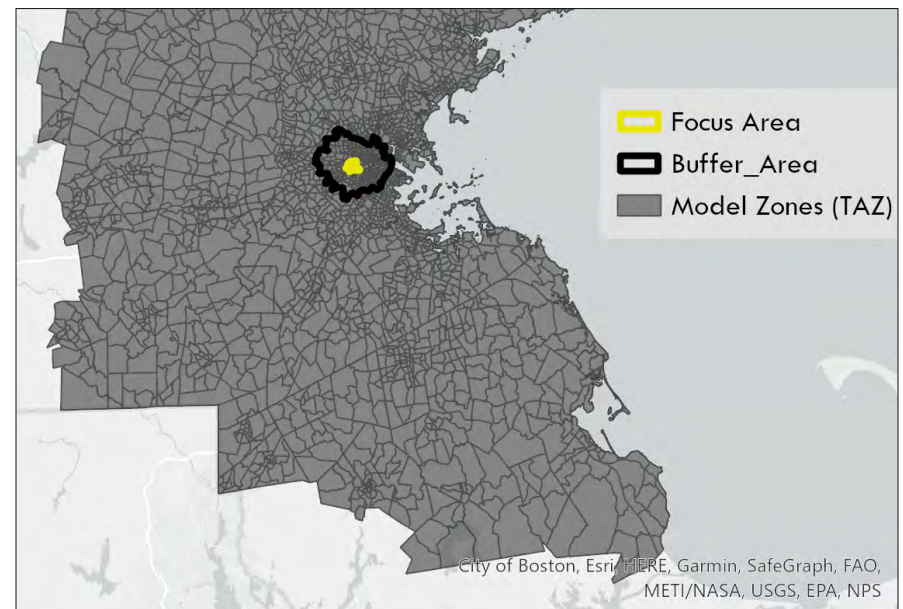 Focus Area
Buffer_Area
Model Zones (TAZ)
City of Boston, Esri, HERE, Garmin, SafeGraph, FAO,
METI/NASA, USGS, EPA, NPS